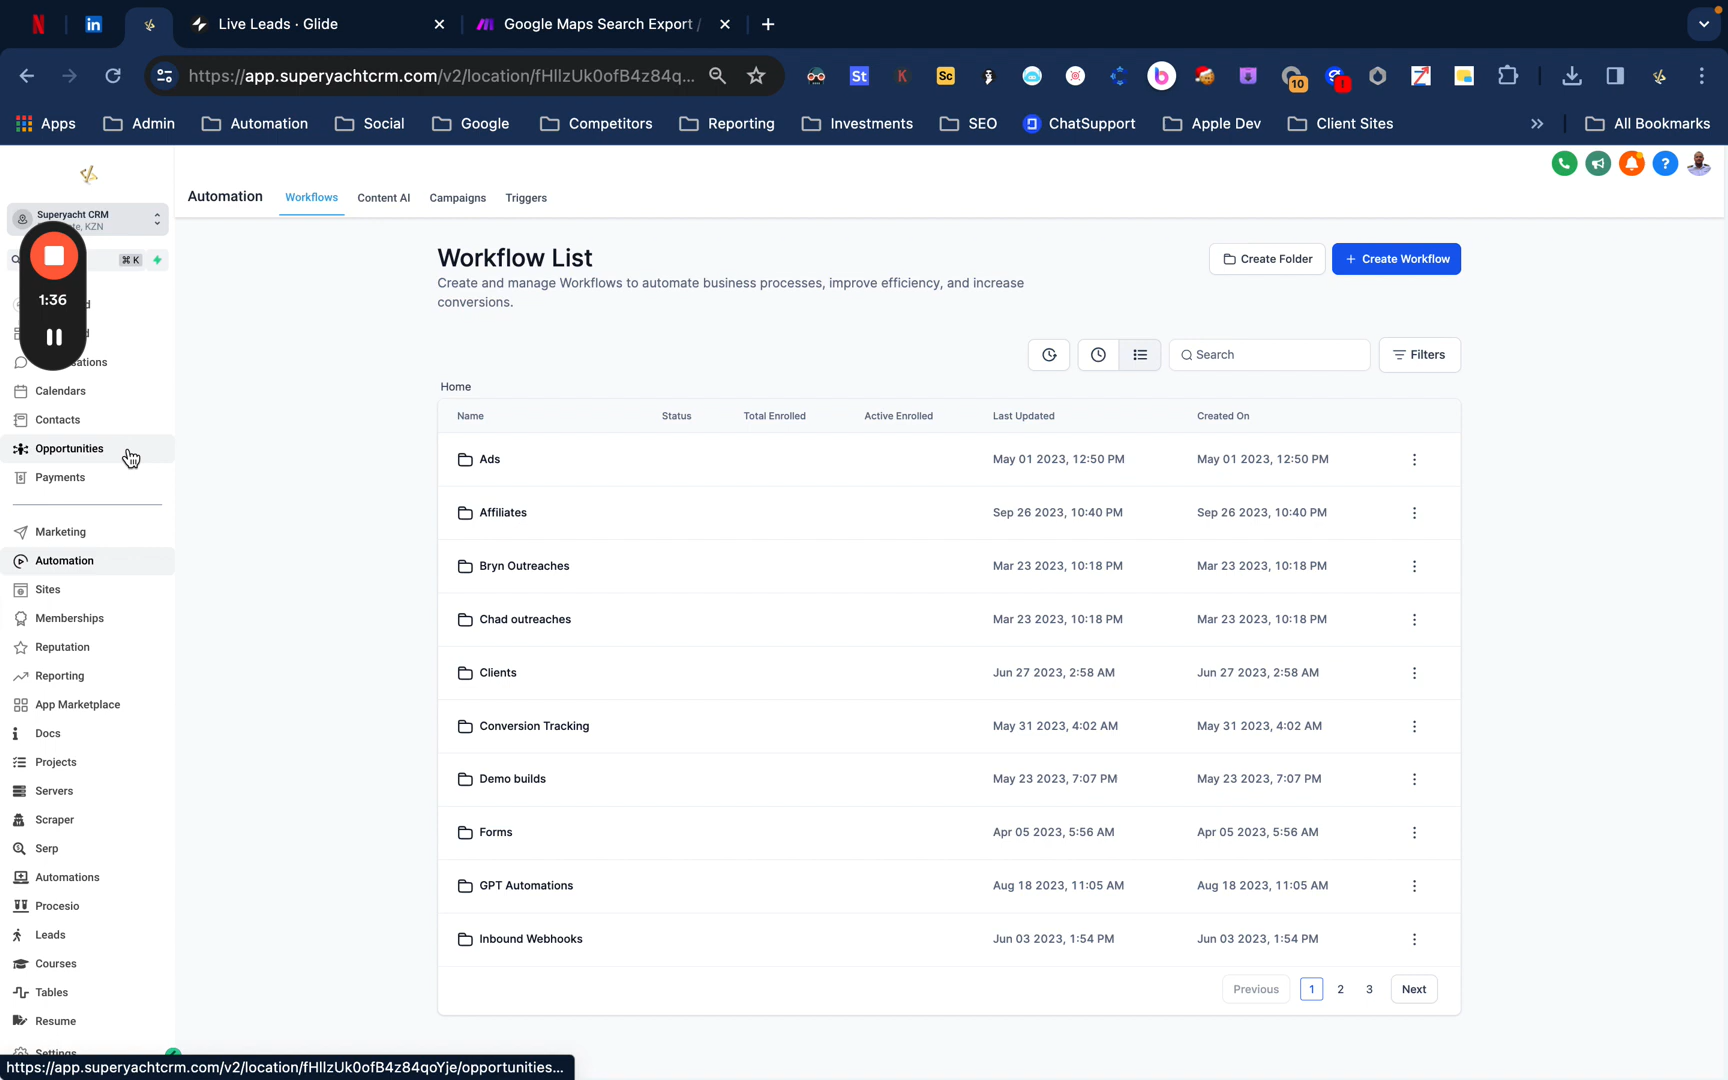 Live Leads · Glide
Google Maps Search Export /
https://app.superyachtcrm.com/v2/location/fHIIzUk0ofB4z84q...
St
K
Sc
b
10
Apps
Admin
Automation
Social
Google
Competitors
Reporting
Investments
SEO
ChatSupport
Apple Dev
Client Sites
»
All Bookmarks
Superyacht CRM
te, KZN
⌘ K
1:36
d
d
sations
Calendars
Contacts
Opportunities
Payments
Marketing
Automation
Sites
Memberships
Reputation
Reporting
App Marketplace
Docs
Projects
Servers
Scraper
Serp
Automations
Procesio
Leads
Courses
Tables
Resume
Settings
Automation
Workflows
Content AI
Campaigns
Triggers
Workflow List
Create and manage Workflows to automate business processes, improve efficiency, and increase
conversions.
Create Folder
+ Create Workflow
Search
Filters
Home
Name Status Total Enrolled Active Enrolled Last Updated Created On
Ads May 01 2023, 12:50 PM May 01 2023, 12:50 PM
Affiliates Sep 26 2023, 10:40 PM Sep 26 2023, 10:40 PM
Bryn Outreaches Mar 23 2023, 10:18 PM Mar 23 2023, 10:18 PM
Chad outreaches Mar 23 2023, 10:18 PM Mar 23 2023, 10:18 PM
Clients Jun 27 2023, 2:58 AM Jun 27 2023, 2:58 AM
Conversion Tracking May 31 2023, 4:02 AM May 31 2023, 4:02 AM
Demo builds May 23 2023, 7:07 PM May 23 2023, 7:07 PM
Forms Apr 05 2023, 5:56 AM Apr 05 2023, 5:56 AM
GPT Automations Aug 18 2023, 11:05 AM Aug 18 2023, 11:05 AM
Inbound Webhooks Jun 03 2023, 1:54 PM Jun 03 2023, 1:54 PM
Previous 1 2 3 Next
https://app.superyachtcrm.com/v2/location/fHIIzUk0ofB4z84qoYje/opportunities...